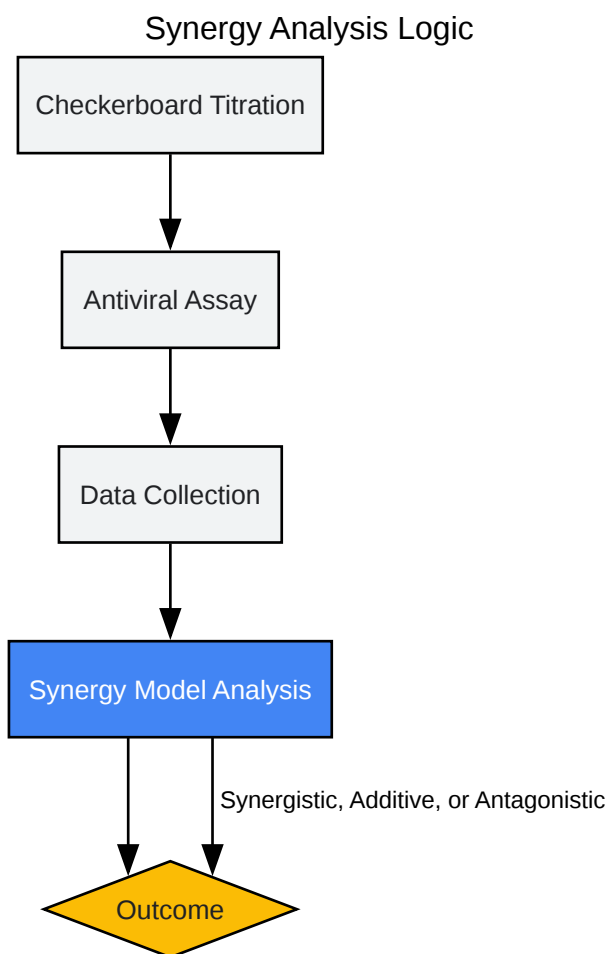 Synergy Analysis Logic
Checkerboard Titration
Antiviral Assay
Data Collection
Synergy Model Analysis
Synergistic, Additive, or Antagonistic
Outcome